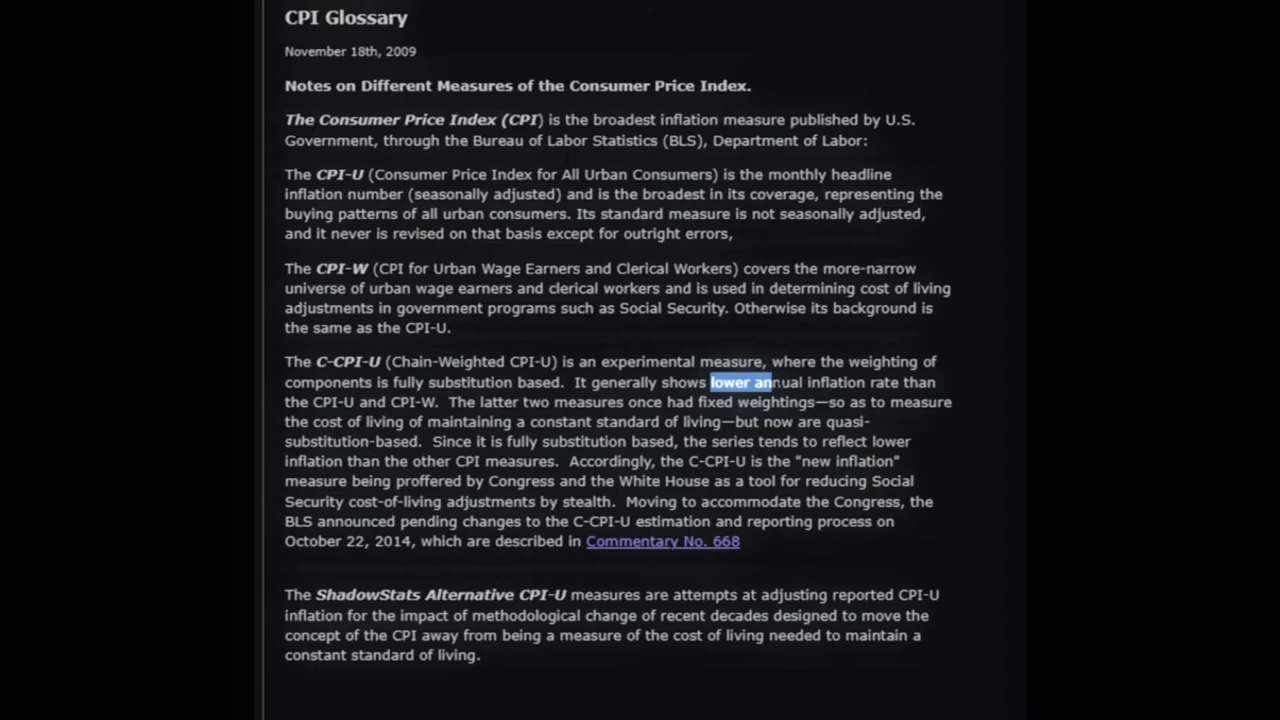 CPI Glossary
November 18th, 2009
Notes on Different Measures of the Consumer Price Index.
The Consumer Price Index (CPI) is the broadest inflation measure published by U.S.
Government, through the Bureau of Labor Statistics (BLS), Department of Labor:
The CPI-U (Consumer Price Index for All Urban Consumers) is the monthly headline
inflation number (seasonally adjusted) and is the broadest in its coverage, representing the
buying patterns of all urban consumers. Its standard measure is not seasonally adjusted,
and it never is revised on that basis except for outright errors,
The CPI-W (CPI for Urban Wage Earners and Clerical Workers) covers the more-narrow
universe of urban wage earners and clerical workers and is used in determining cost of living
adjustments in government programs such as Social Security. Otherwise its background is
the same as the CPI-U.
The C-CPI-U (Chain-Weighted CPI-U) is an experimental measure, where the weighting of
components is fully substitution based. It generally shows lower annual inflation rate than
the CPI-U and CPI-W. The latter two measures once had fixed weightings—so as to measure
the cost of living of maintaining a constant standard of living—but now are quasi-
substitution-based. Since it is fully substitution based, the series tends to reflect lower
inflation than the other CPI measures. Accordingly, the C-CPI-U is the "new inflation"
measure being proffered by Congress and the White House as a tool for reducing Social
Security cost-of-living adjustments by stealth. Moving to accommodate the Congress, the
BLS announced pending changes to the C-CPI-U estimation and reporting process on
October 22, 2014, which are described in Commentary No. 668
The ShadowStats Alternative CPI-U measures are attempts at adjusting reported CPI-U
inflation for the impact of methodological change of recent decades designed to move the
concept of the CPI away from being a measure of the cost of living needed to maintain a
constant standard of living.